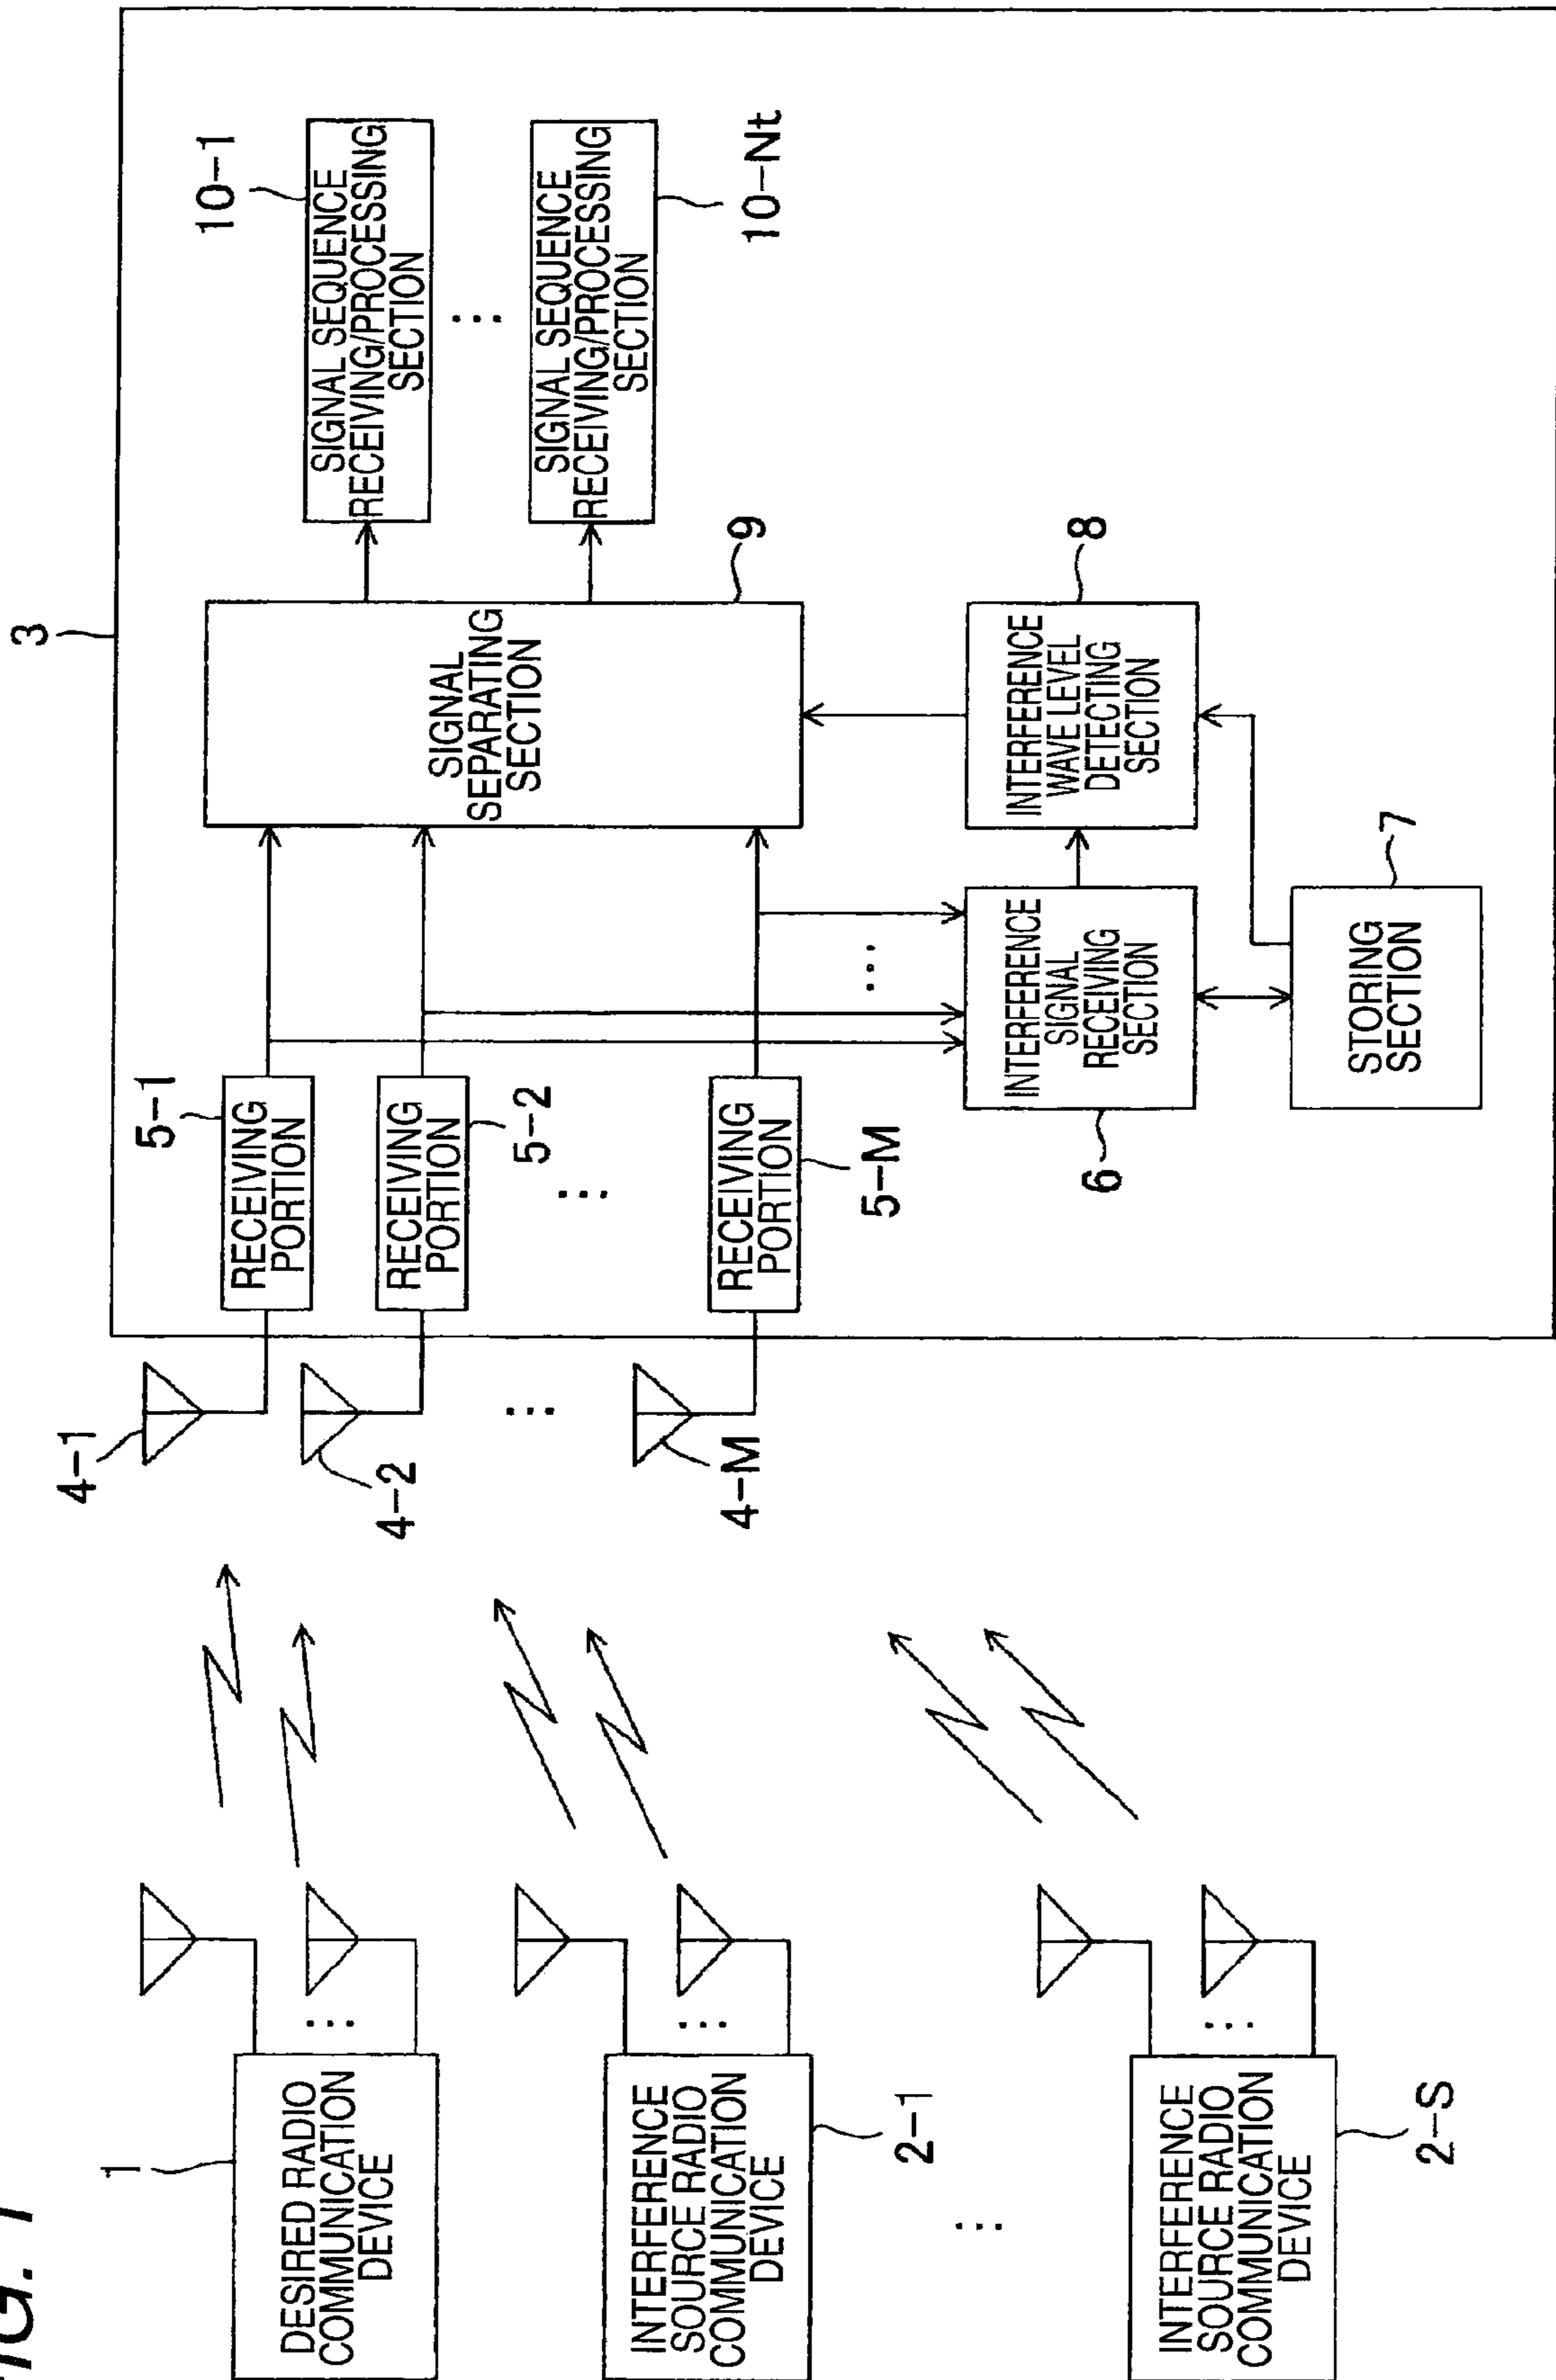 FIG. 1
1
DESIRED RADIO
COMMUNICATION
DEVICE
...
INTERFERENCE
SOURCE RADIO
COMMUNICATION
DEVICE
2-1
...
...
INTERFERENCE
SOURCE RADIO
COMMUNICATION
DEVICE
2-S
...
4-1
4-2
...
4-M
3
5-1
RECEIVING
PORTION
RECEIVING
PORTION
5-2
...
RECEIVING
PORTION
5-M
...
INTERFERENCE
SIGNAL
RECEIVING
SECTION
6
STORING
SECTION
7
INTERFERENCE
WAVE LEVEL
DETECTING
SECTION
8
SIGNAL
SEPARATING
SECTION
9
10-1
SIGNAL SEQUENCE
RECEIVING/PROCESSING
SECTION
...
SIGNAL SEQUENCE
RECEIVING/PROCESSING
SECTION
10-Nt